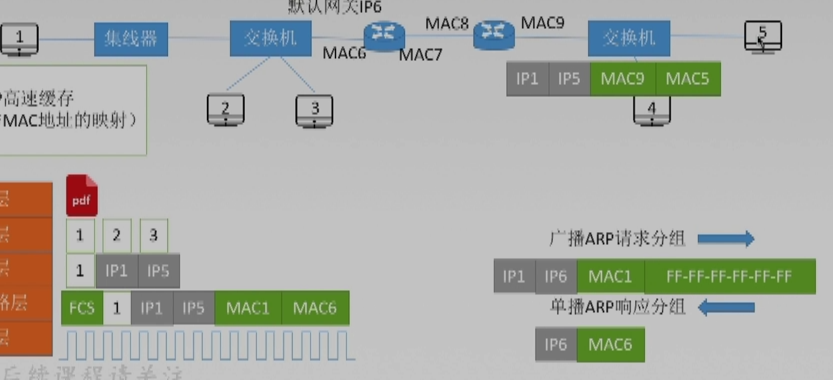 默认网关IP6
1
集线器
交换机
MAC6
MAC7
MAC8
MAC9
交换机
5
IP1 IP5 MAC9 MAC5
2
3
4
高速缓存
MAC地址的映射）
层
pdf
层
1 2 3
层
1 IP1 IP5
络层
FCS 1 IP1 IP5 MAC1 MAC6
层
广播ARP请求分组
IP1 IP6 MAC1 FF-FF-FF-FF-FF-FF
单播ARP响应分组
IP6 MAC6
后续课程请关注